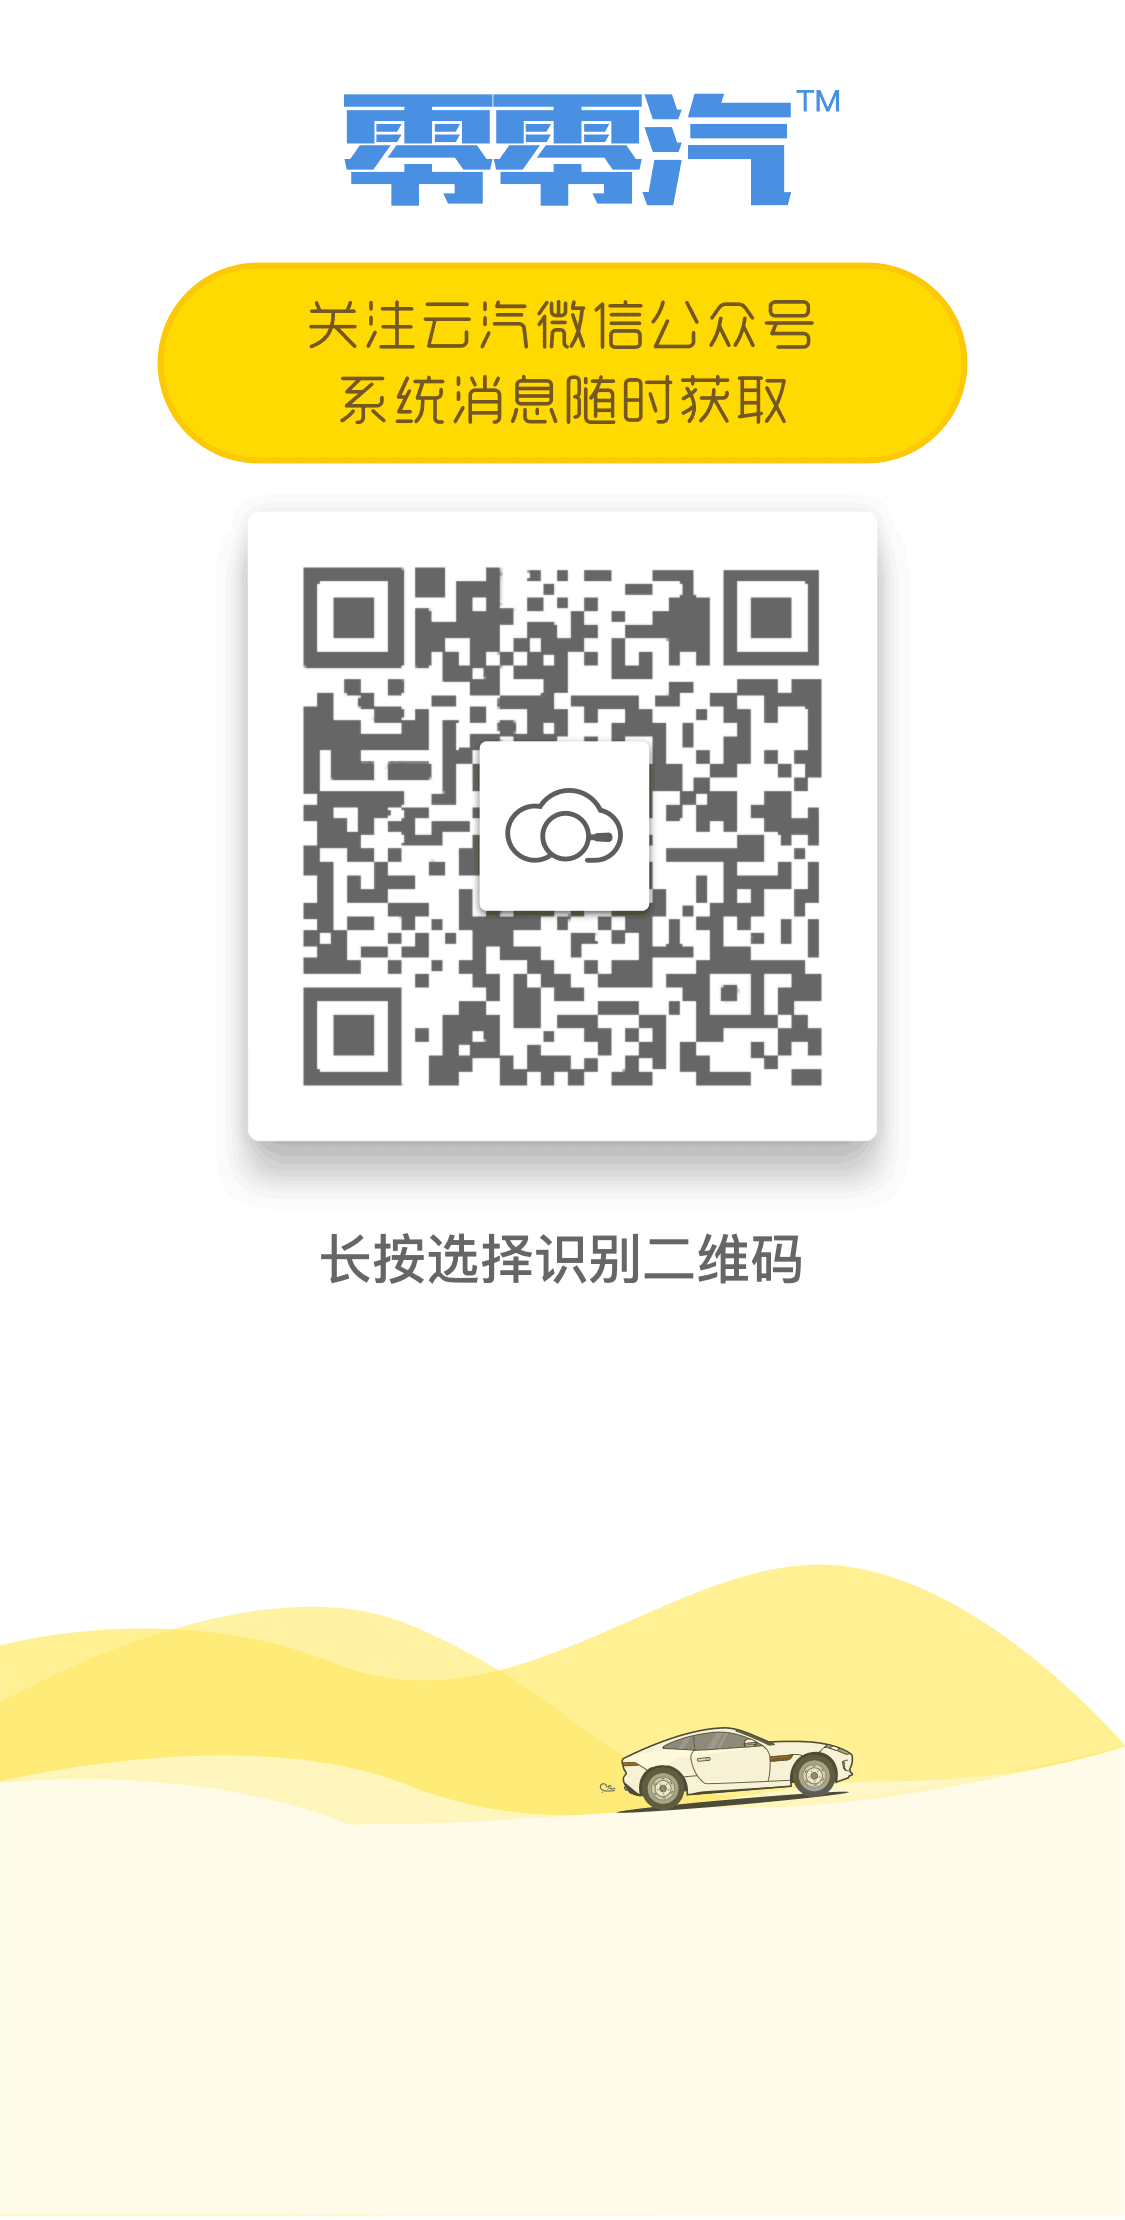 零零汽™
关注云汽微信公众号
系统消息随时获取
长按选择识别二维码